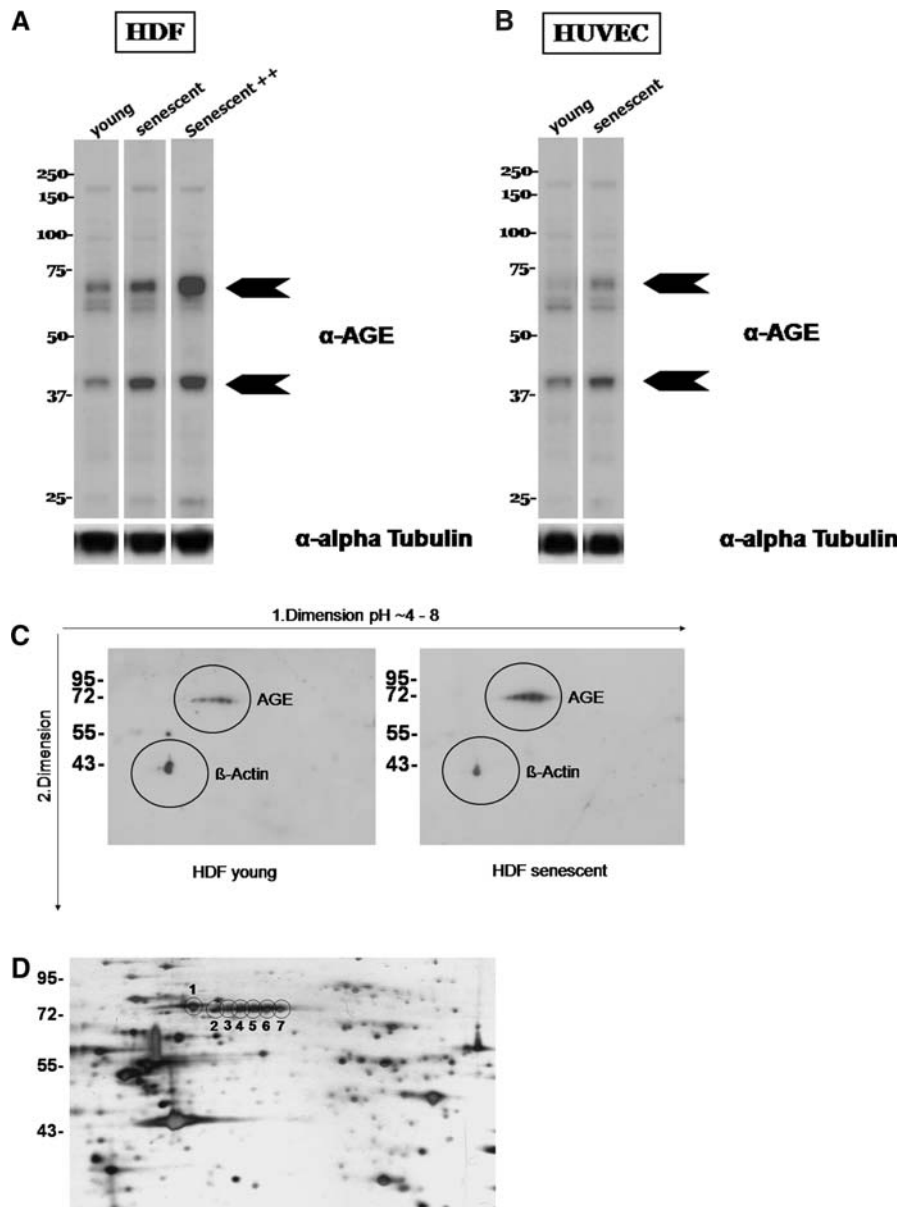 A
HDF
young
senescent
Senescent ++
250-
150-
100-
75-
50-
37-
25-
α-AGE
α-alpha Tubulin
B
HUVEC
young
senescent
250-
150-
100-
75-
50-
37-
25-
α-AGE
α-alpha Tubulin
C
1.Dimension pH ~4 - 8
2.Dimension
95-
72-
55-
43-
AGE
ß-Actin
HDF young
95-
72-
55-
43-
AGE
ß-Actin
HDF senescent
D
95-
72-
55-
43-
1
2 3 4 5 6 7